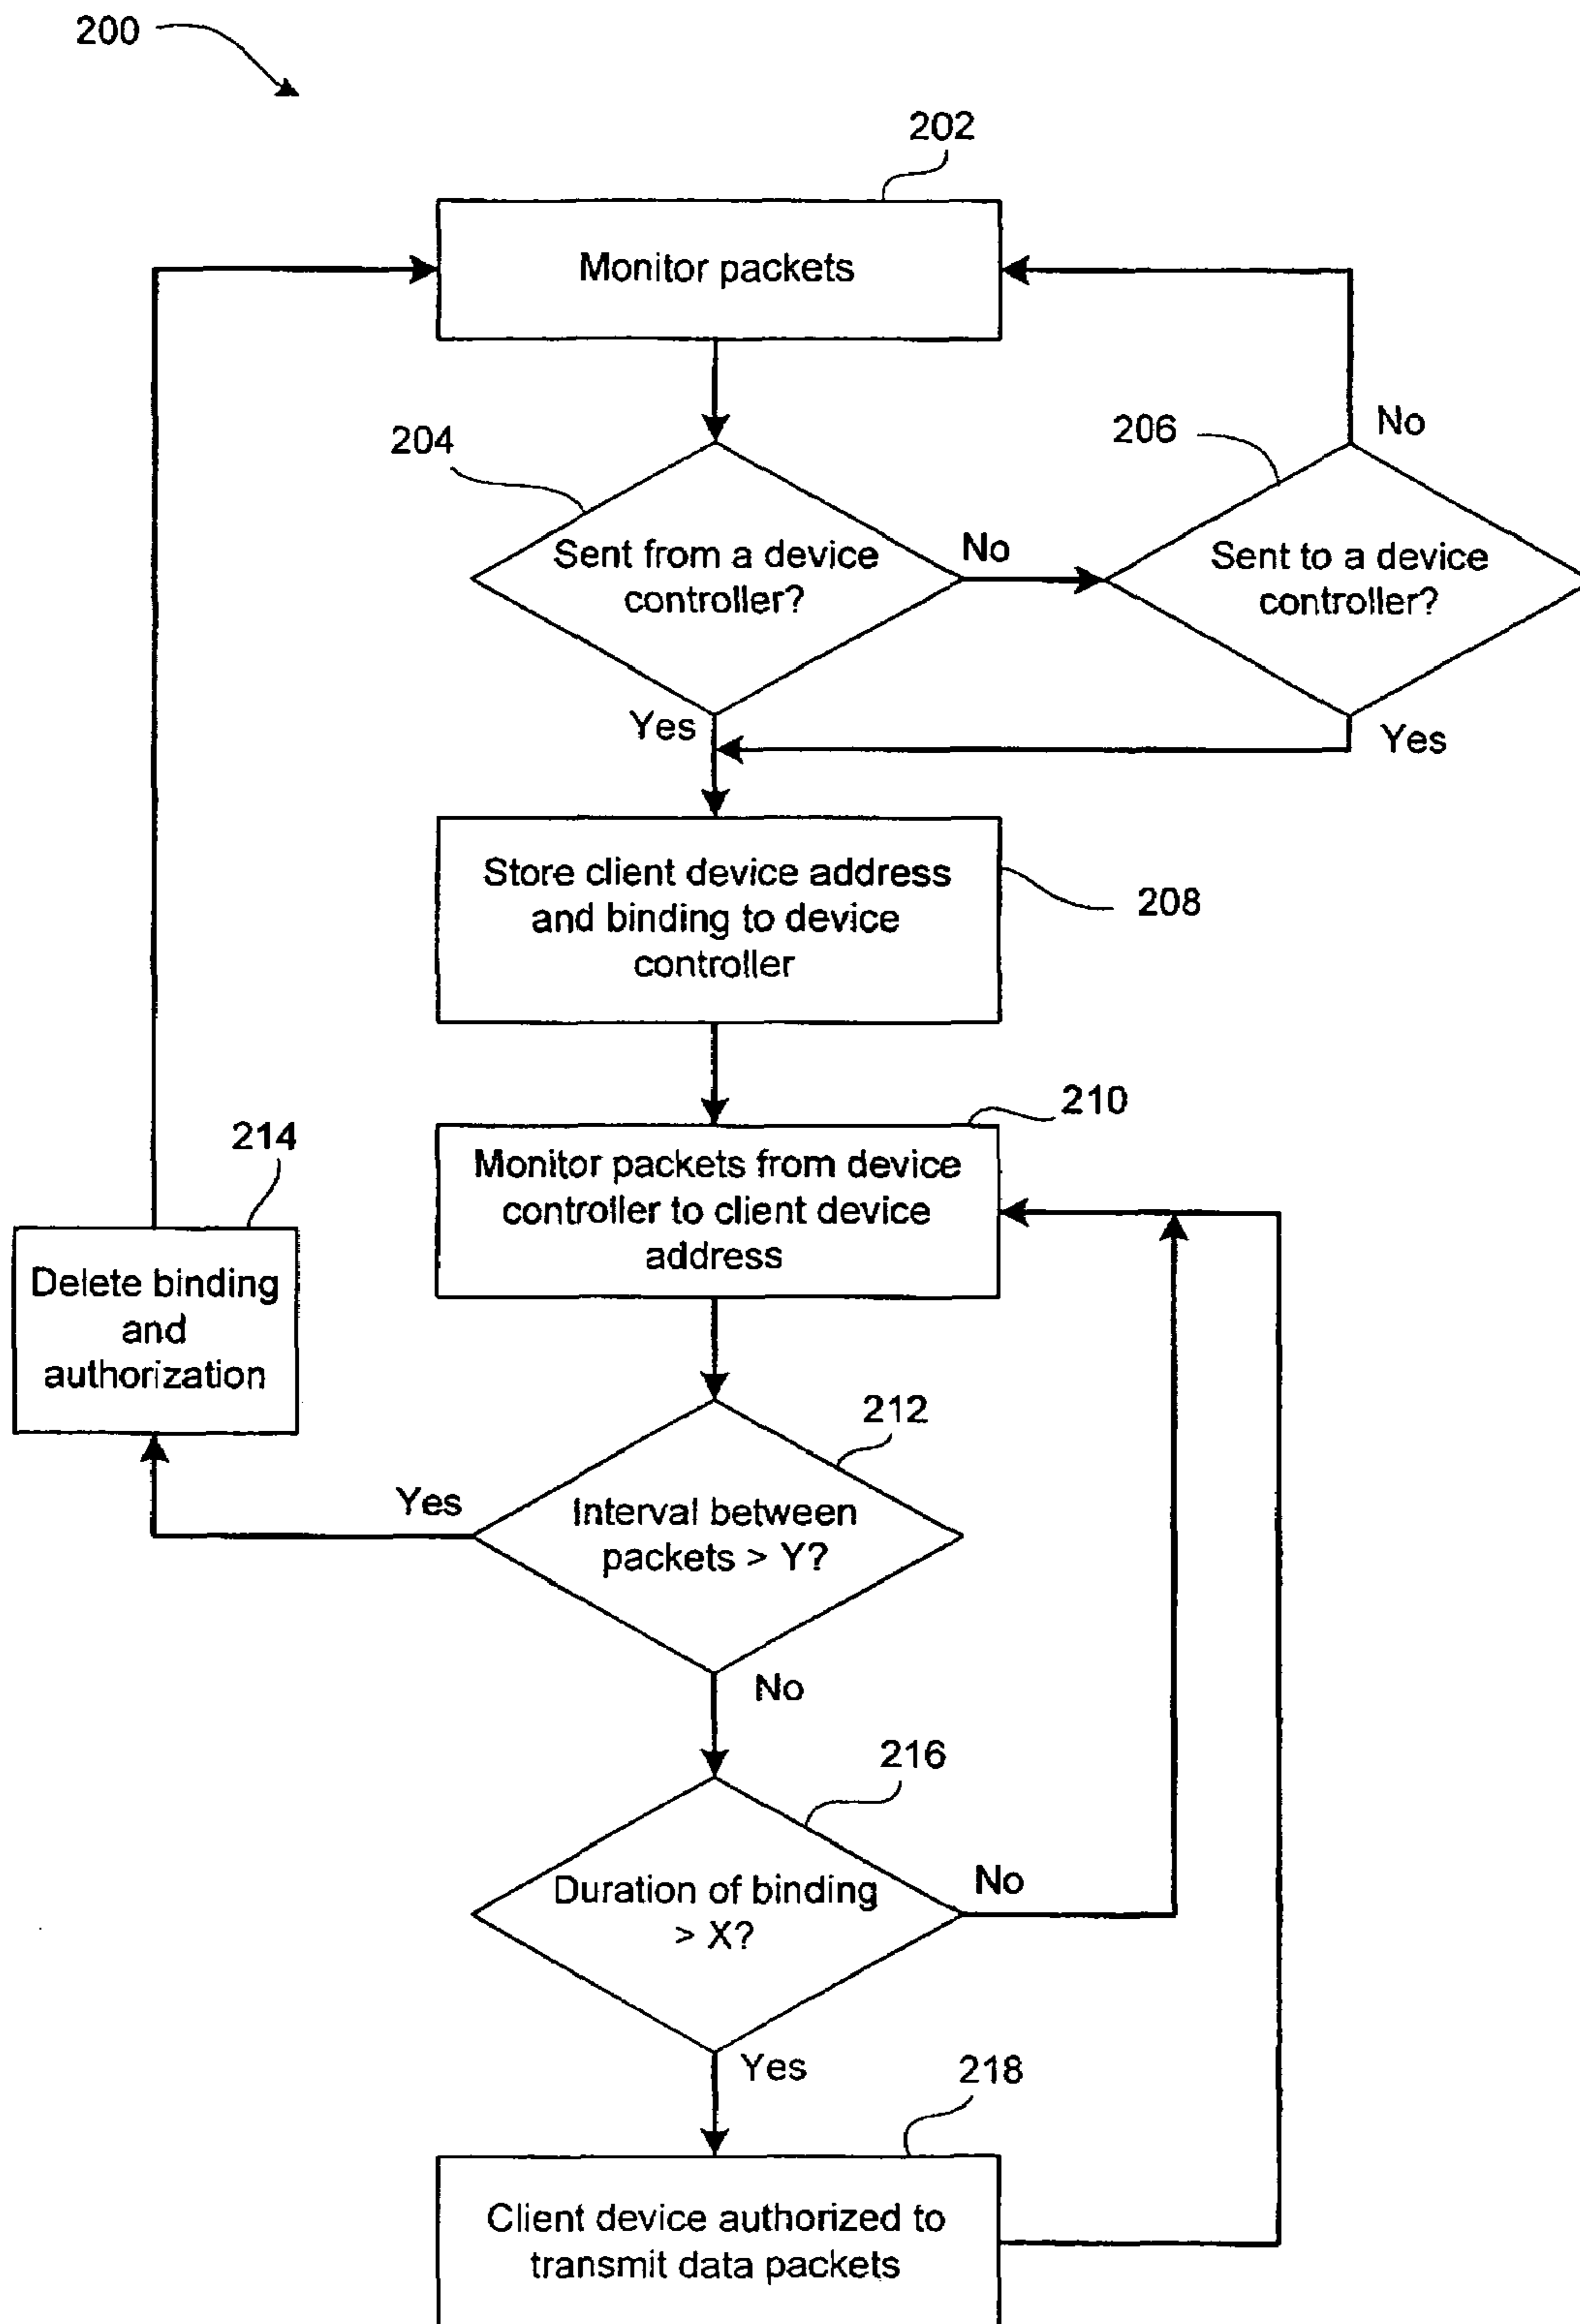 200
202
Monitor packets
204
206
No
Sent from a device
controller?
No
Sent to a device
controller?
Yes
Yes
Store client device address
and binding to device
controller
208
210
Monitor packets from device
controller to client device
address
214
Delete binding
and
authorization
212
Yes
Interval between
packets > Y?
No
216
Duration of binding
> X?
No
Yes
218
Client device authorized to
transmit data packets